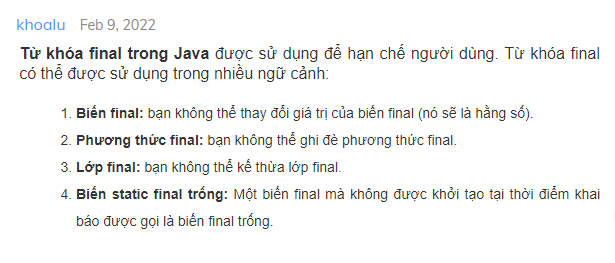 khoalu Feb 9, 2022
Từ khóa final trong Java được sử dụng để hạn chế người dùng. Từ khóa final
có thể được sử dụng trong nhiều ngữ cảnh:
1. Biến final: bạn không thể thay đổi giá trị của biến final (nó sẽ là hằng số).
2. Phương thức final: bạn không thể ghi đè phương thức final.
3. Lớp final: bạn không thể kế thừa lớp final.
4. Biến static final trống: Một biến final mà không được khởi tạo tại thời điểm khai
báo được gọi là biến final trống.